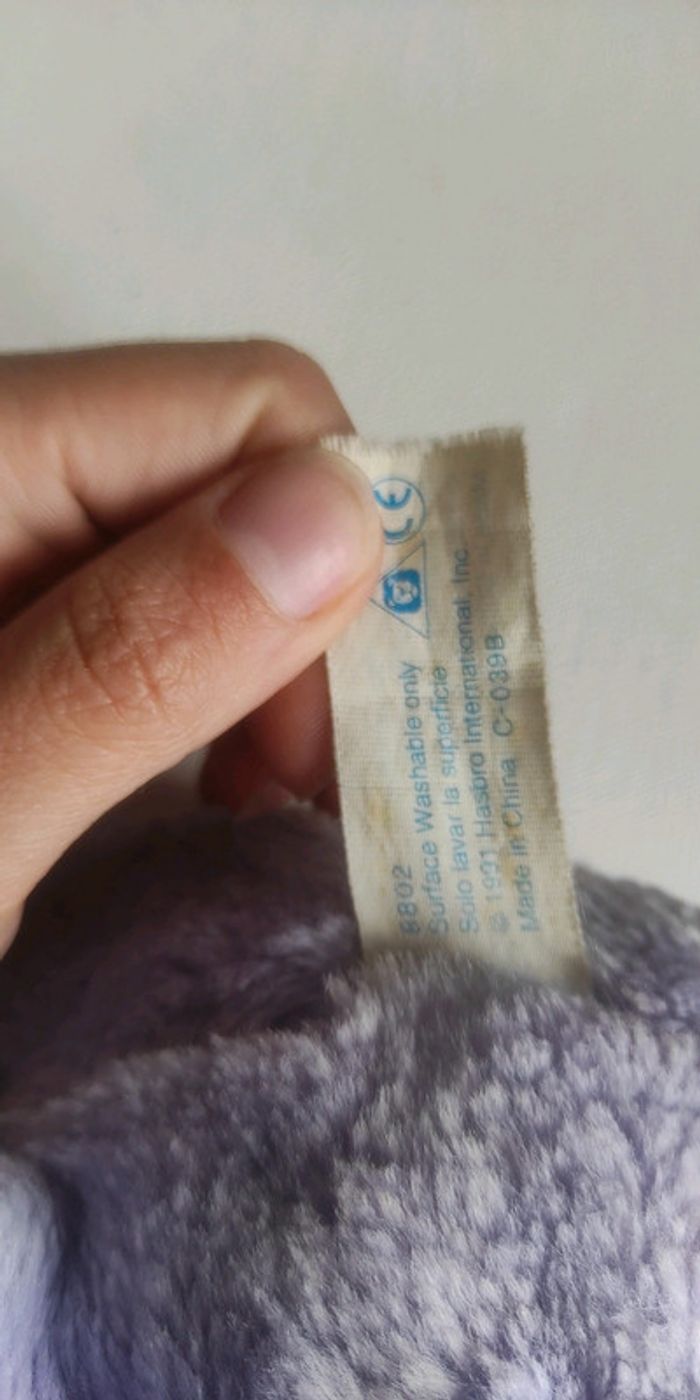 8802
Surface Washable only
Solo lavar la superficie
© 1991 Hasbro International, Inc.
Made in China C-039B
CE